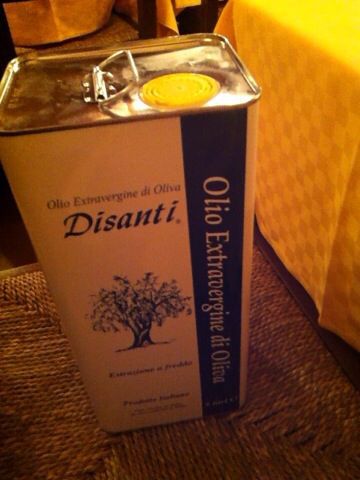 Olio Extravergine di Oliva
Disanti®
Estrazione a freddo
Prodotto Italiano
Olio Extravergine di Oliva